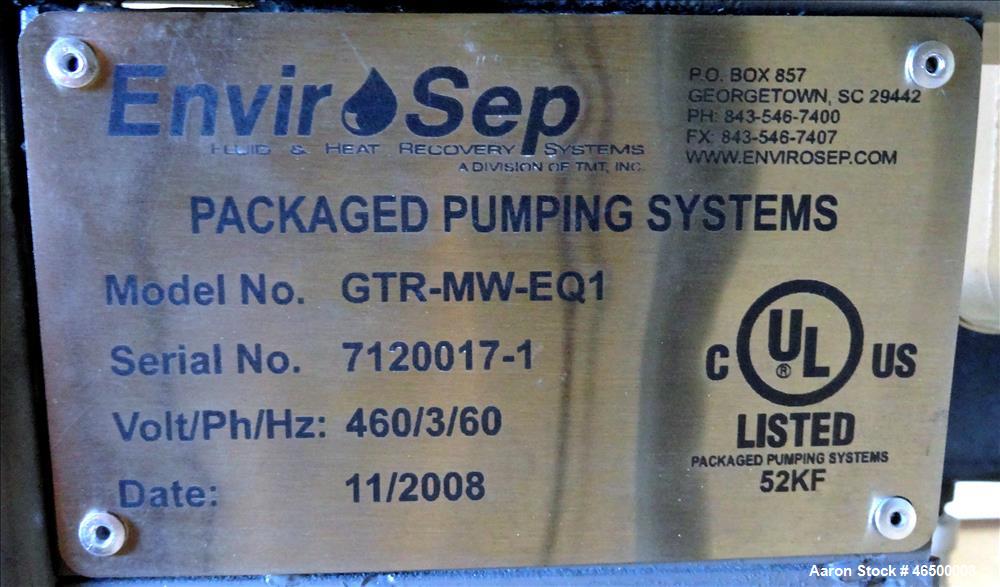 Envir Sep
FLUID & HEAT RECOVERY SYSTEMS
A DIVISION OF TMT, INC.
P.O. BOX 857
GEORGETOWN, SC 29442
PH: 843-546-7400
FX: 843-546-7407
WWW.ENVIROSEP.COM
PACKAGED PUMPING SYSTEMS
Model No. GTR-MW-EQ1
Serial No. 7120017-1
Volt/Ph/Hz: 460/3/60
Date: 11/2008
C UL ® US
LISTED
PACKAGED PUMPING SYSTEMS
52KF
Aaron Stock # 46500003